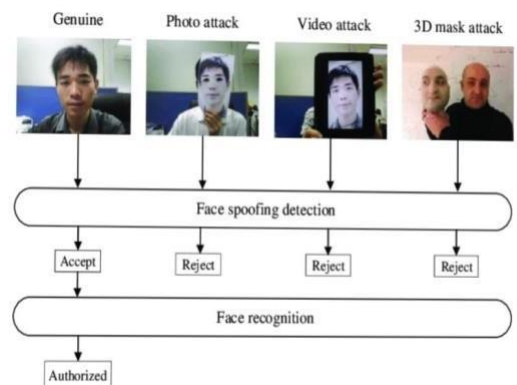 Genuine
Photo attack
Video attack
3D mask attack
Face spoofing detection
Accept
Reject
Reject
Reject
Face recognition
Authorized